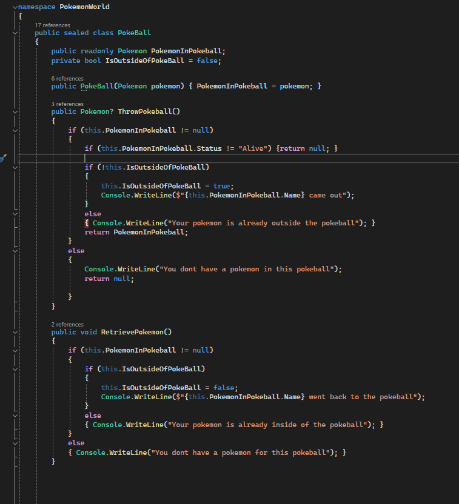 namespace PokemonWorld
{
17 references
public sealed class PokeBall
{
public readonly Pokemon PokemonInPokeball;
private bool IsOutsideOfPokeBall = false;
6 references
public PokeBall(Pokemon pokemon) { PokemonInPokeball = pokemon; }
3 references
public Pokemon? ThrowPokeball()
{
if (this.PokemonInPokeball != null)
{
if (this.PokemonInPokeball.Status != "Alive") {return null; }
if (!this.IsOutsideOfPokeBall)
{
this.IsOutsideOfPokeBall = true;
Console.WriteLine($"{this.PokemonInPokeball.Name} came out");
}
else
{ Console.WriteLine("Your pokemon is already outside the pokeball"); }
return PokemonInPokeball;
}
else
{
Console.WriteLine("You dont have a pokemon in this pokeball");
return null;
}
}
2 references
public void RetrievePokemon()
{
if (this.PokemonInPokeball != null)
{
if (this.IsOutsideOfPokeBall)
{
this.IsOutsideOfPokeBall = false;
Console.WriteLine($"{this.PokemonInPokeball.Name} went back to the pokeball");
}
else
{ Console.WriteLine("Your pokemon is already inside of the pokeball"); }
}
else
{ Console.WriteLine("You dont have a pokemon for this pokeball"); }
}